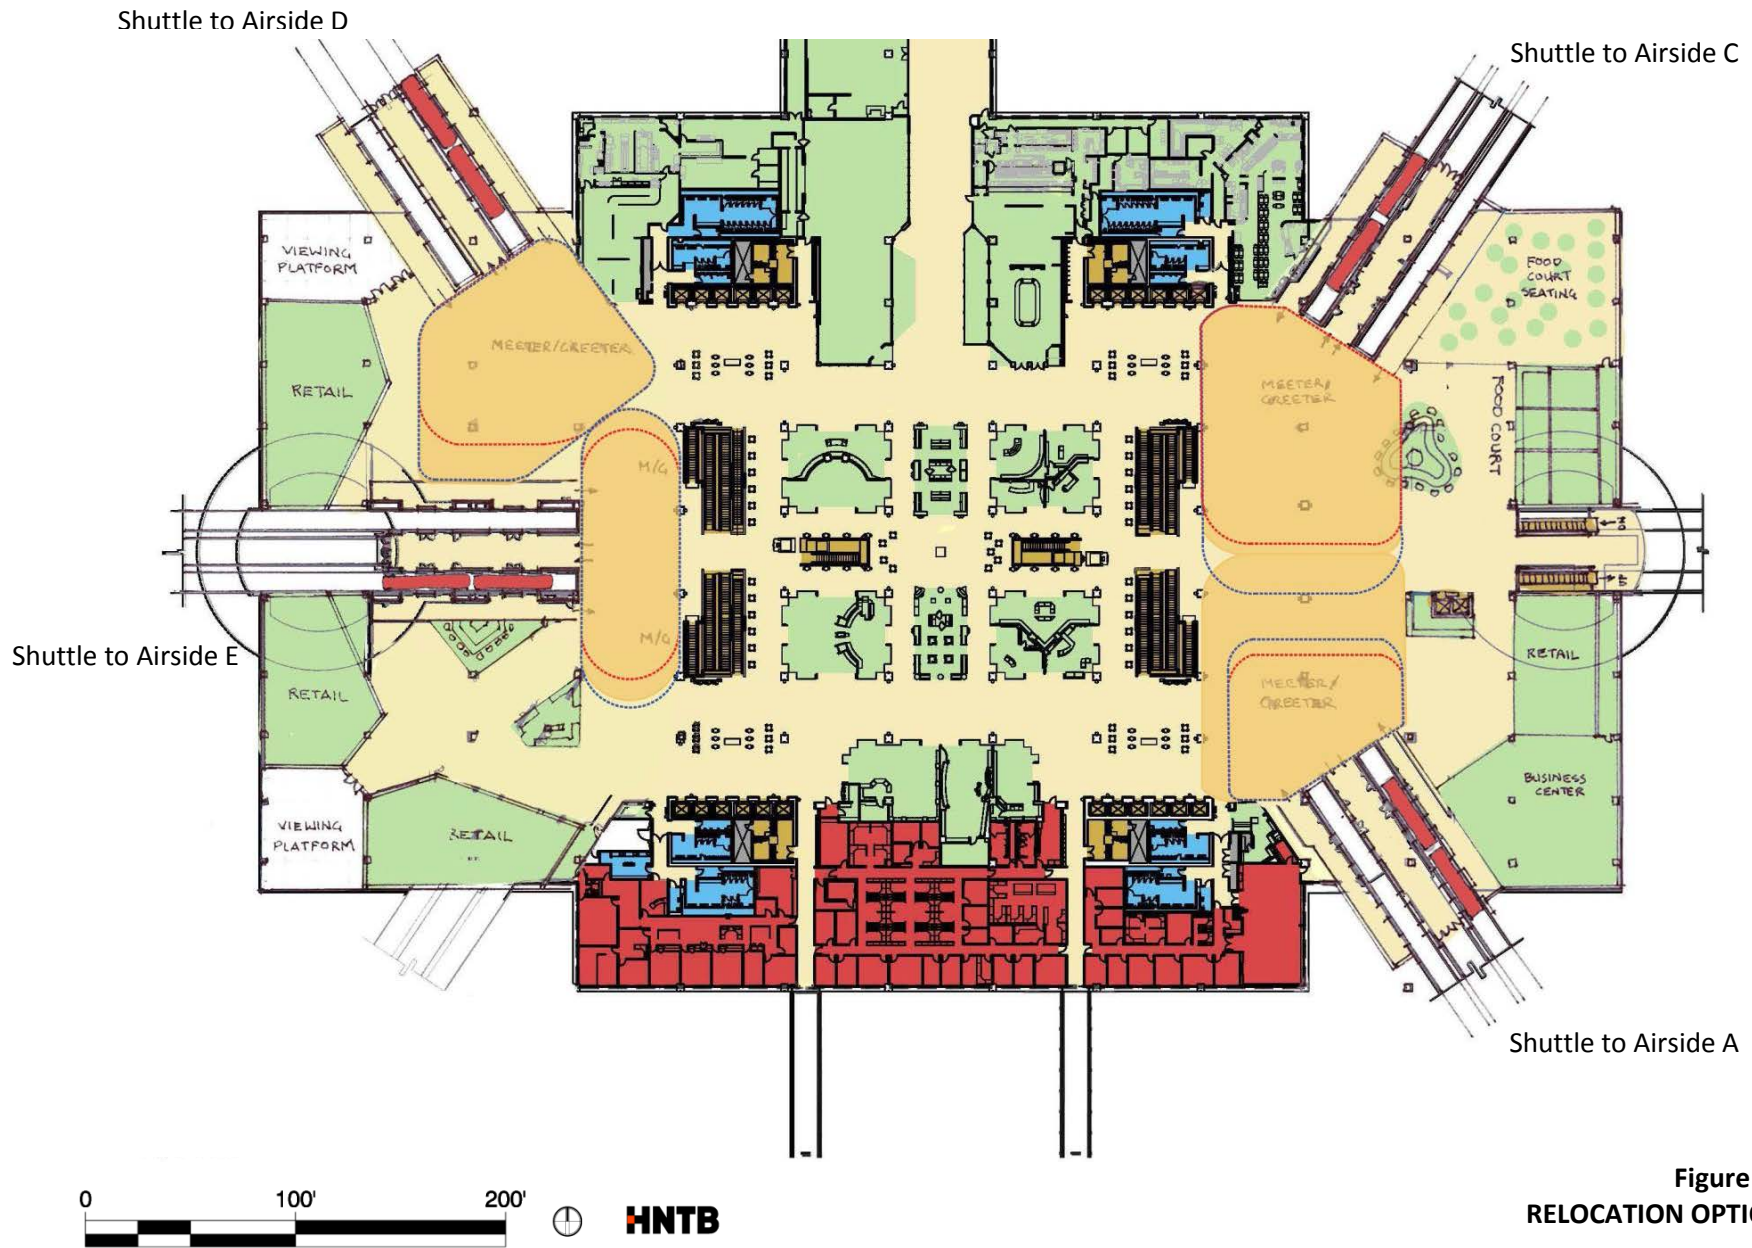 Shuttle to Airside D
Shuttle to Airside C
VIEWING
PLATFORM
FOOD
COURT
SEATING
MEETER/GREETER
RETAIL
MEETER/
GREETER
FOOD COURT
M/G
M/G
Shuttle to Airside E
RETAIL
RETAIL
MEETER/
GREETER
BUSINESS
CENTER
VIEWING
PLATFORM
RETAIL
Shuttle to Airside A
0 100' 200'
HNTB
Figure
RELOCATION OPTIO